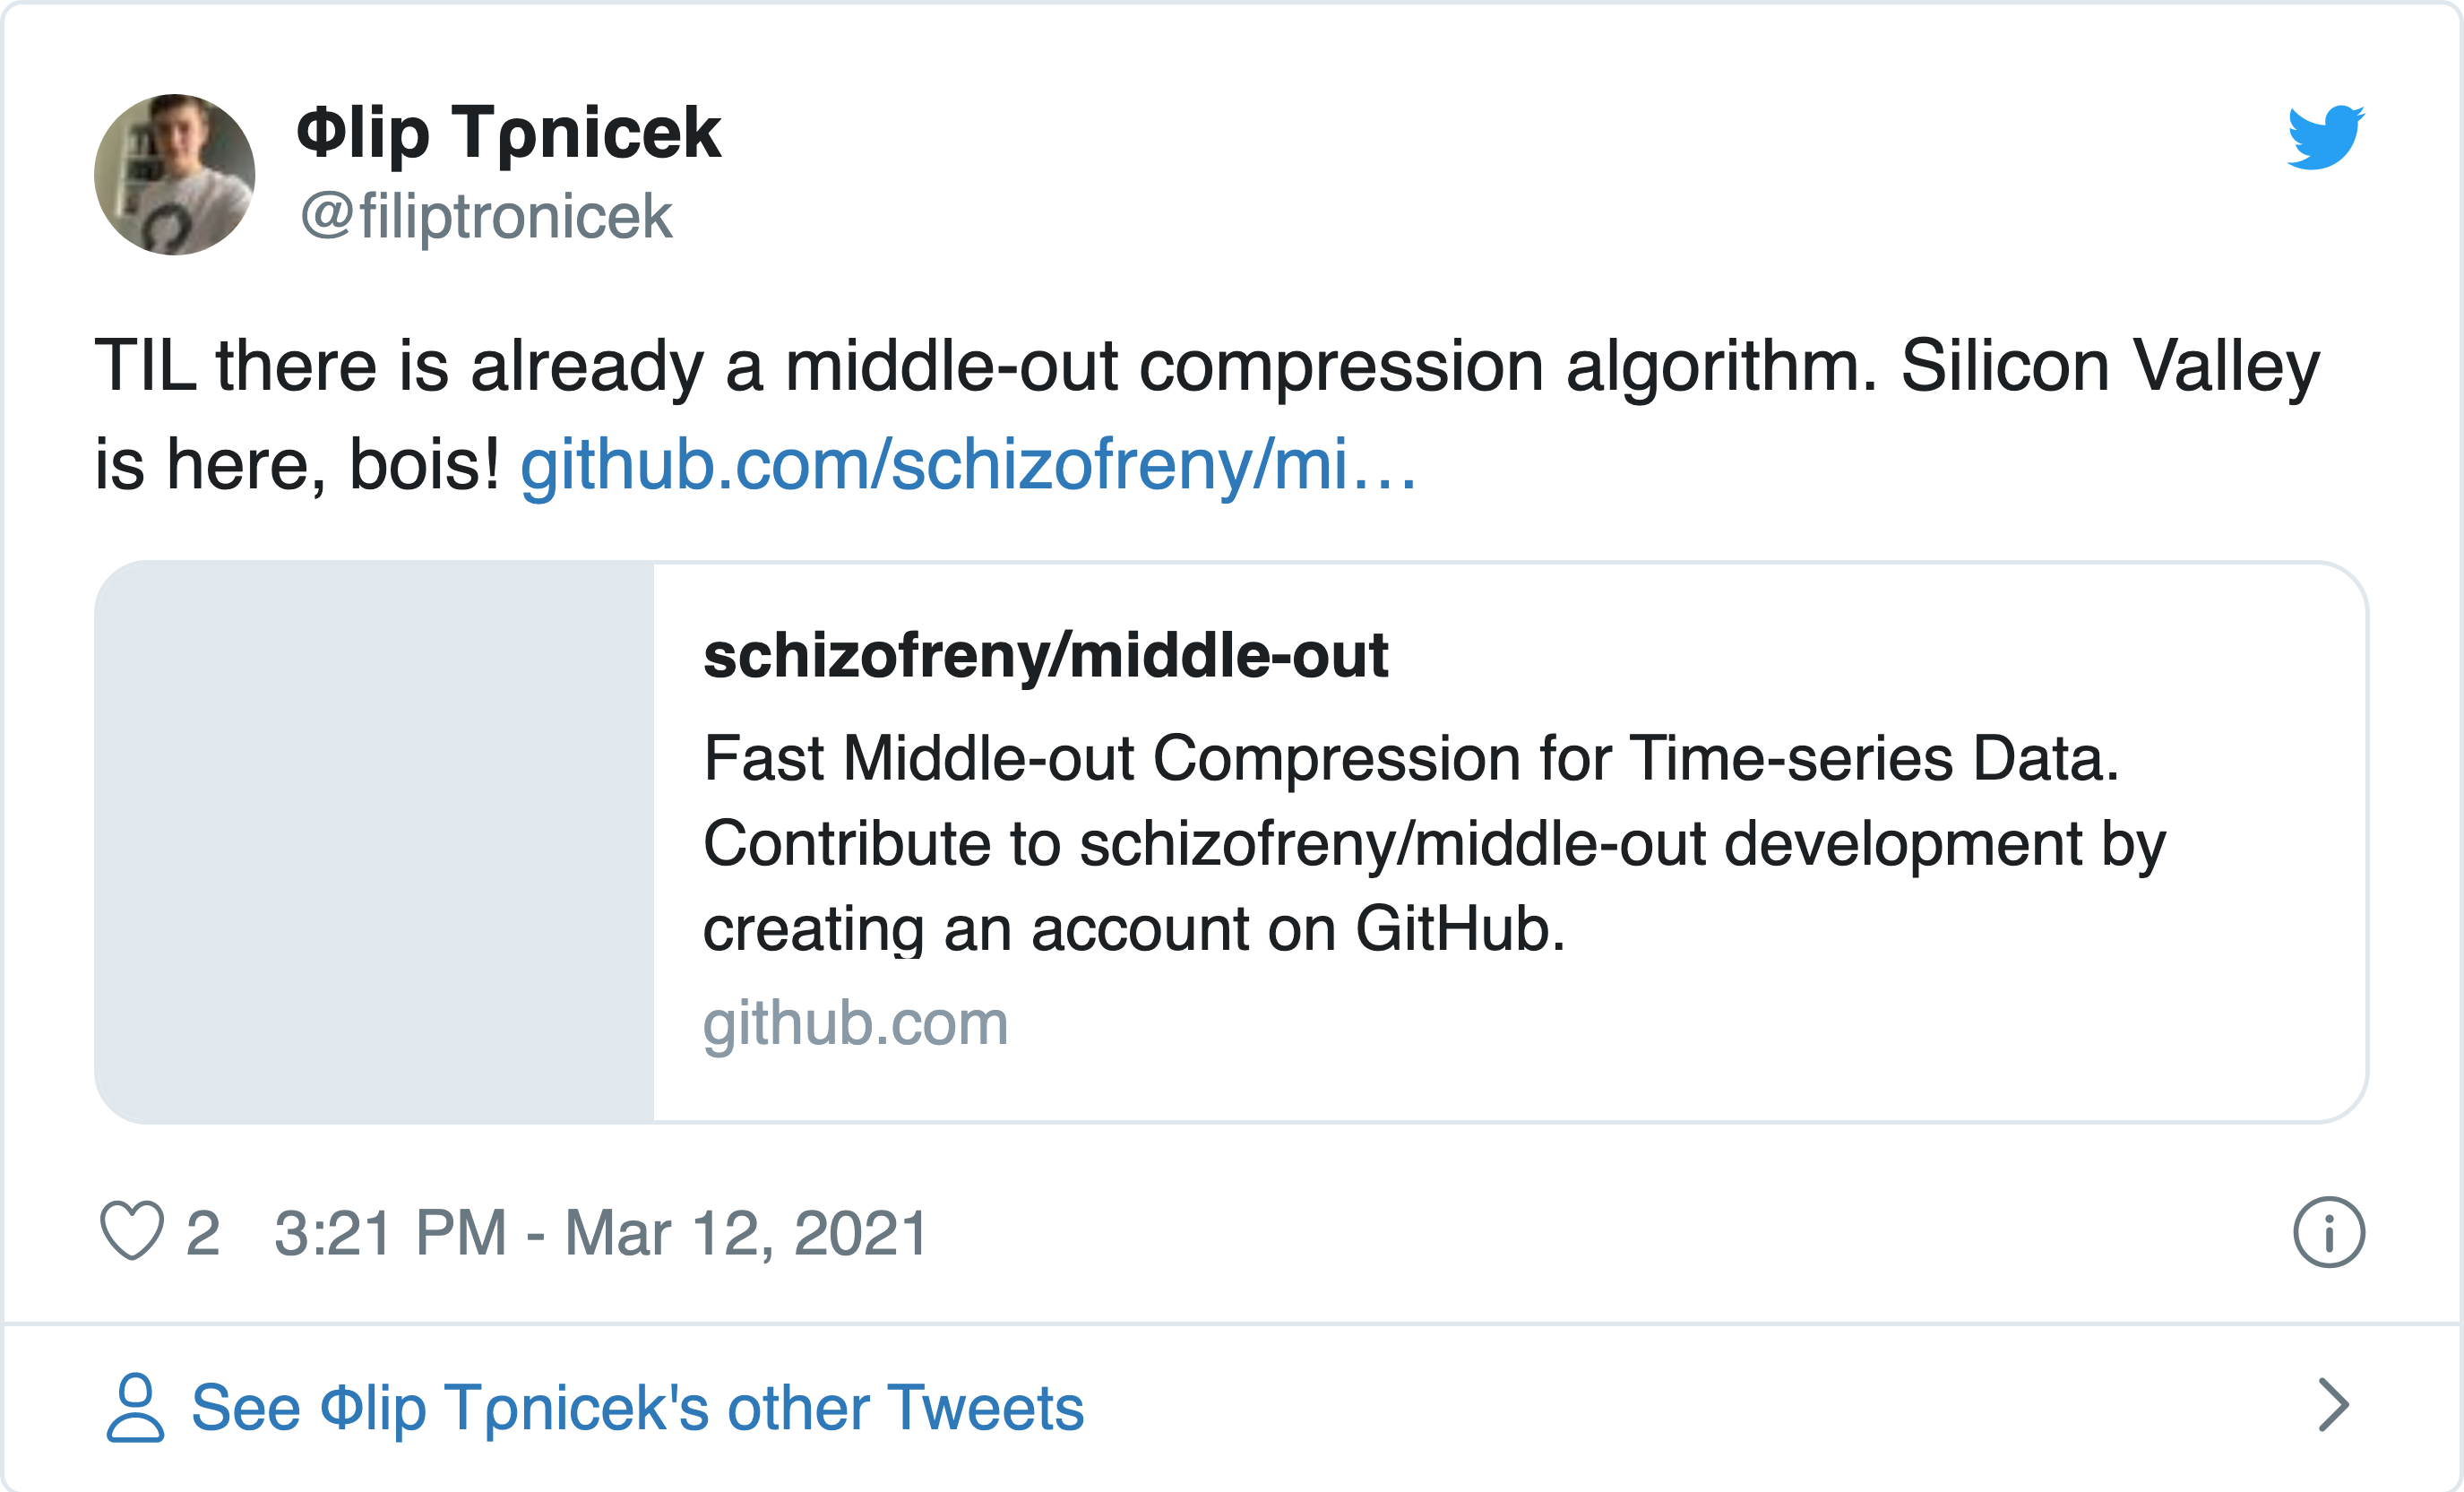 Φlip Tρnicek
@filiptronicek
TIL there is already a middle-out compression algorithm. Silicon Valley
is here, bois! github.com/schizofreny/mi…
schizofreny/middle-out
Fast Middle-out Compression for Time-series Data.
Contribute to schizofreny/middle-out development by
creating an account on GitHub.
github.com
2 3:21 PM - Mar 12, 2021
See Φlip Tρnicek's other Tweets